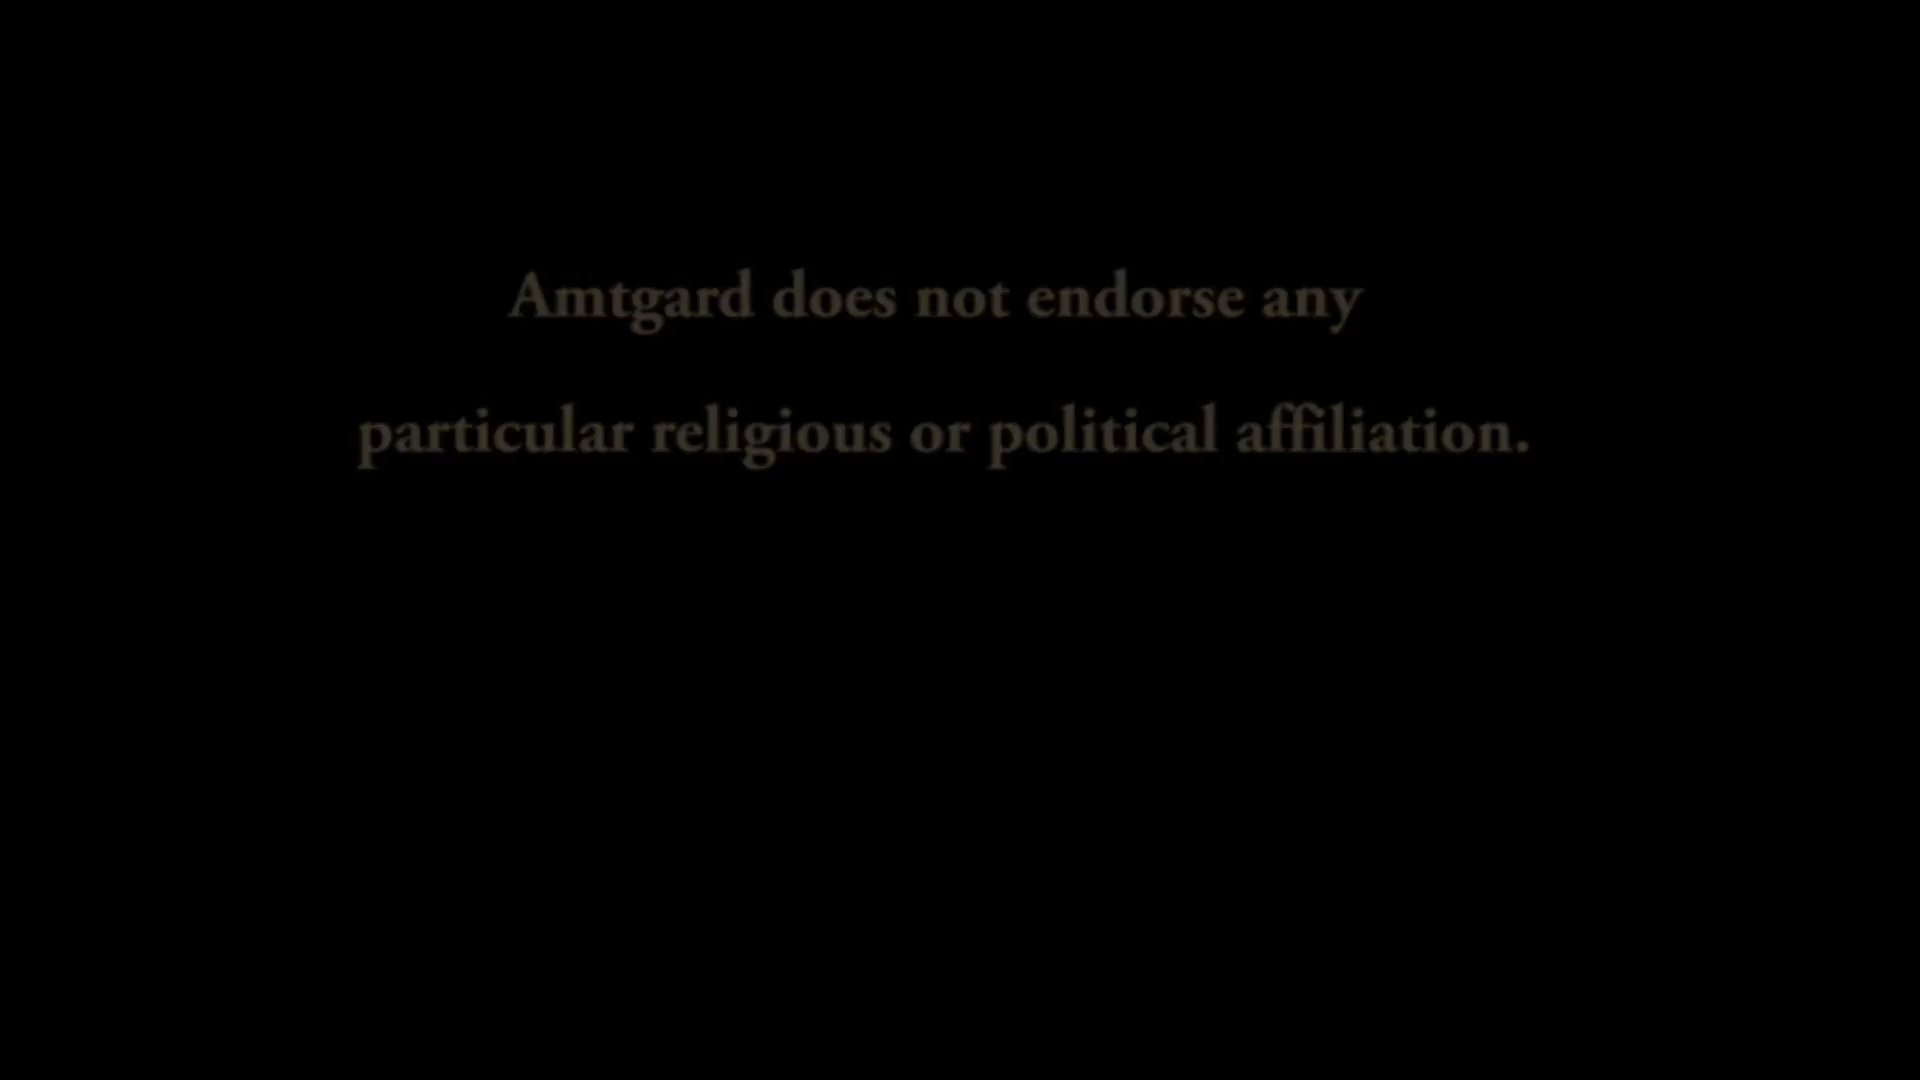 Amtgard does not endorse any
particular religious or political affiliation.